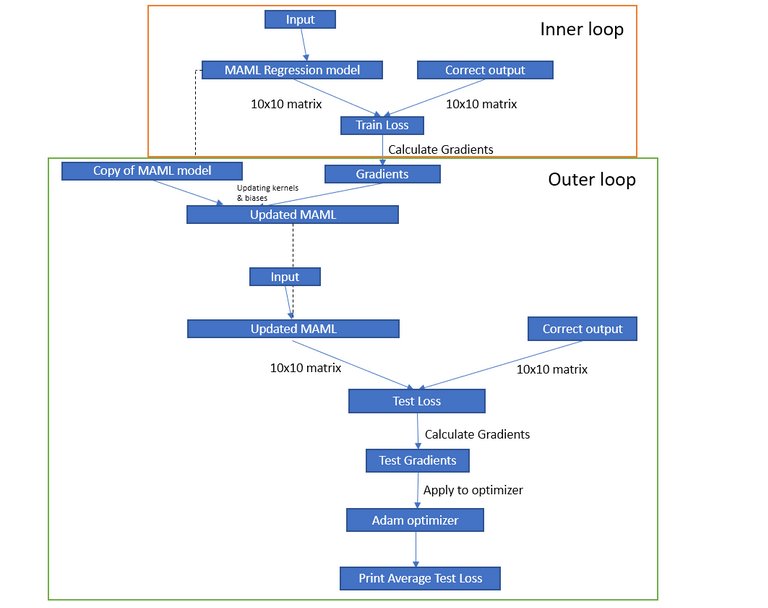 Input
Inner loop
MAML Regression model
Correct output
10x10 matrix
10x10 matrix
Train Loss
Calculate Gradients
Copy of MAML model
Gradients
Outer loop
Updating kernels
& biases
Updated MAML
Input
Updated MAML
Correct output
10x10 matrix
10x10 matrix
Test Loss
Calculate Gradients
Test Gradients
Apply to optimizer
Adam optimizer
Print Average Test Loss